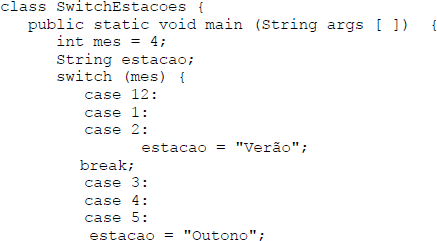 class SwitchEstacoes {
public static void main (String args [ ]) {
int mes = 4;
String estacao;
switch (mes) {
case 12:
case 1:
case 2:
estacao = "Verão";
break;
case 3:
case 4:
case 5:
estacao = "Outono";